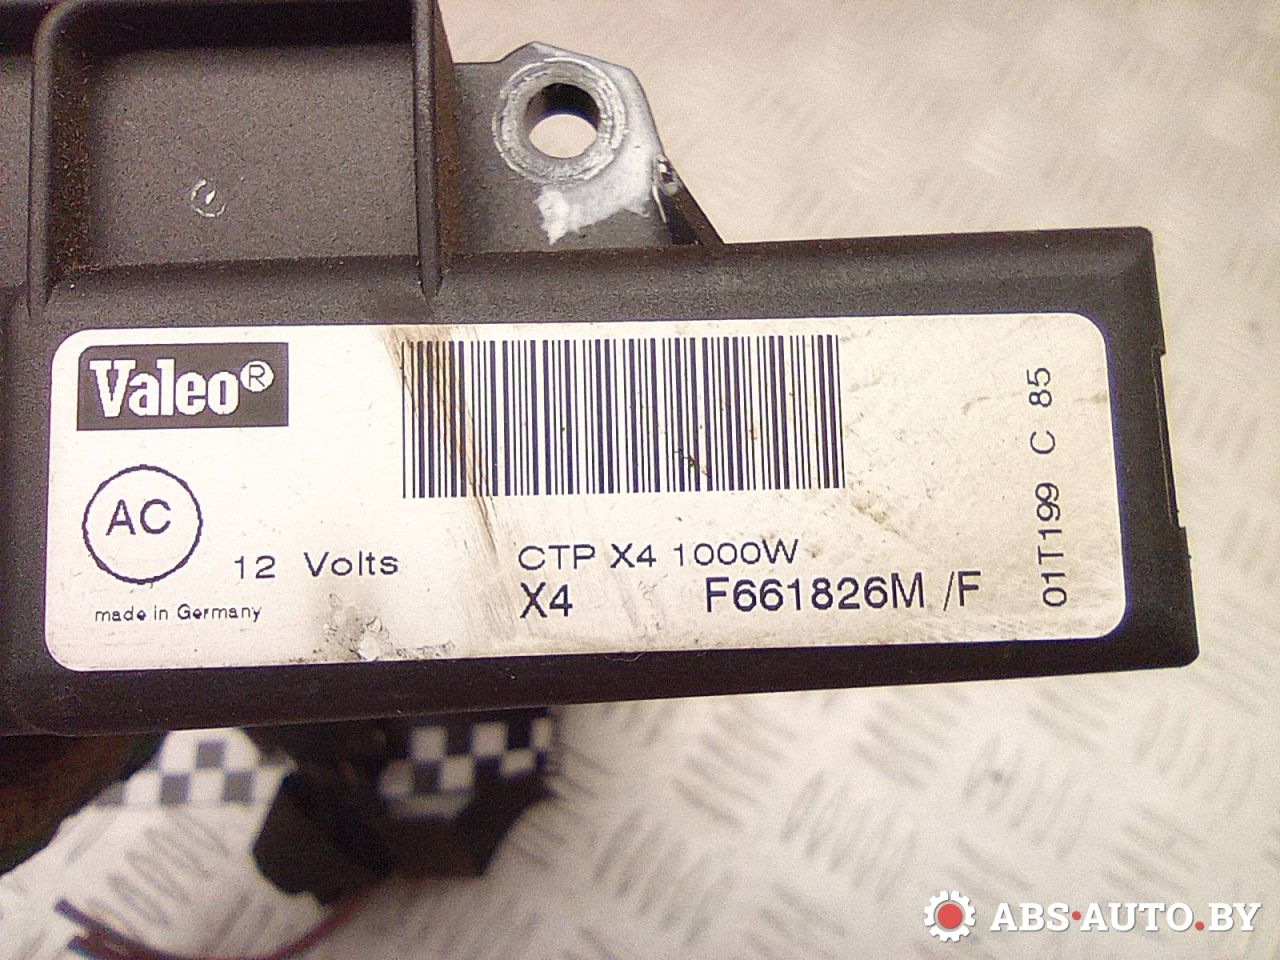 Valeo®
AC
12 Volts
made in Germany
CTP X4 1000W
X4 F661826M /F
01T199 C 85
ABS-AUTO.BY